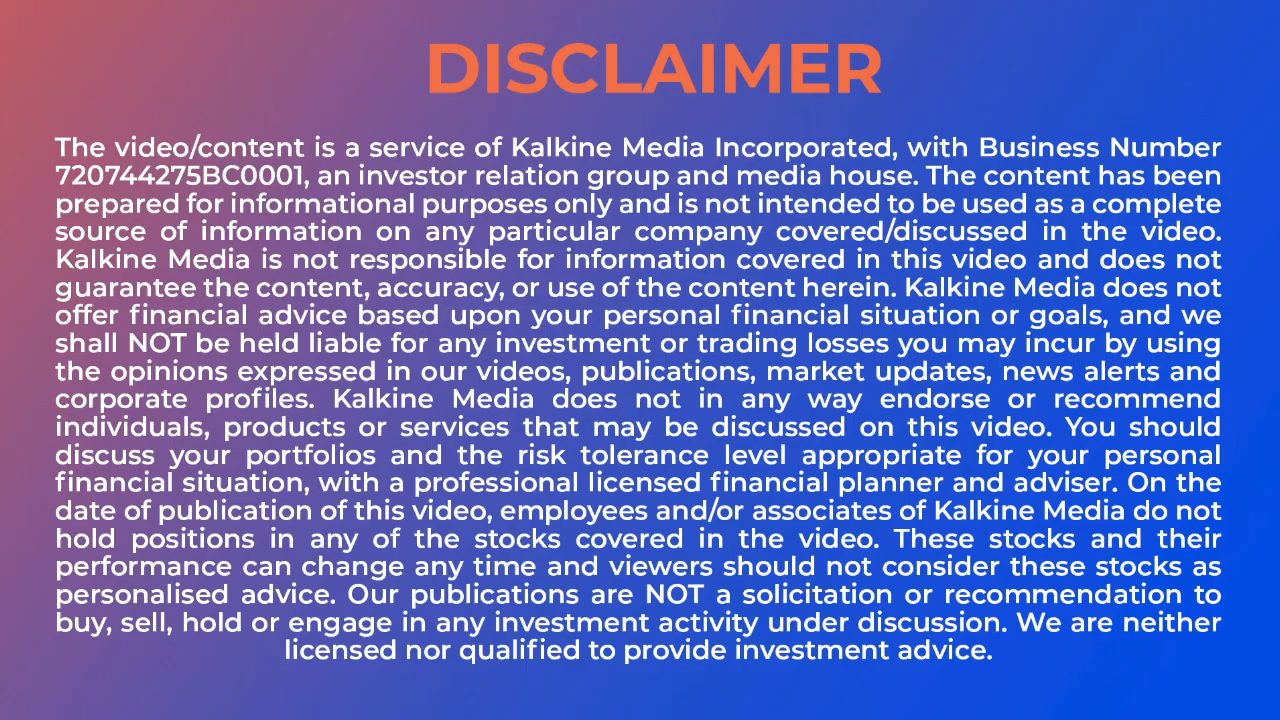 DISCLAIMER
The video/content is a service of Kalkine Media Incorporated, with Business Number
720744275BC0001, an investor relation group and media house. The content has been
prepared for informational purposes only and is not intended to be used as a complete
source of information on any particular company covered/discussed in the video.
Kalkine Media is not responsible for information covered in this video and does not
guarantee the content, accuracy, or use of the content herein. Kalkine Media does not
offer financial advice based upon your personal financial situation or goals, and we
shall NOT be held liable for any investment or trading losses you may incur by using
the opinions expressed in our videos, publications, market updates, news alerts and
corporate profiles. Kalkine Media does not in any way endorse or recommend
individuals, products or services that may be discussed on this video. You should
discuss your portfolios and the risk tolerance level appropriate for your personal
financial situation, with a professional licensed financial planner and adviser. On the
date of publication of this video, employees and/or associates of Kalkine Media do not
hold positions in any of the stocks covered in the video. These stocks and their
performance can change any time and viewers should not consider these stocks as
personalised advice. Our publications are NOT a solicitation or recommendation to
buy, sell, hold or engage in any investment activity under discussion. We are neither
licensed nor qualified to provide investment advice.